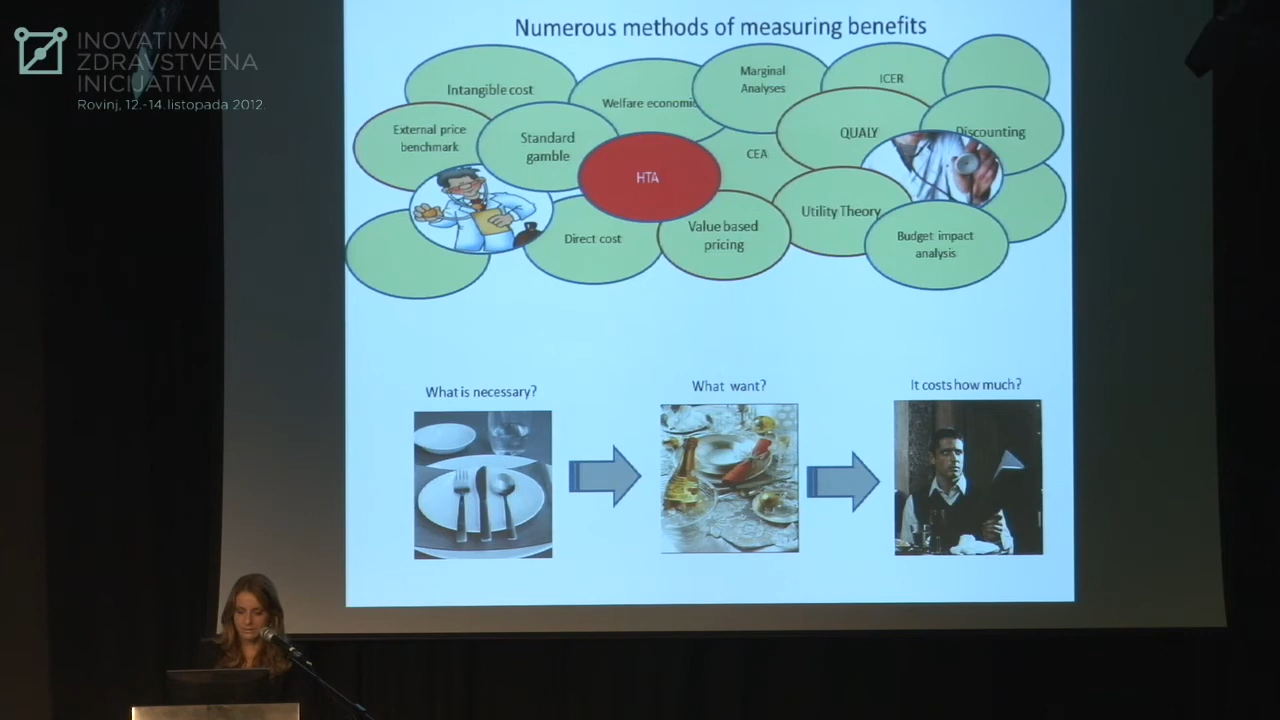 INOVATIVNA
ZDRAVSTVENA
INICIJATIVA
Rovinj, 12.-14. listopada 2012.
Numerous methods of measuring benefits
Intangible cost
Welfare economic
Marginal
Analyses
ICER
External price
benchmark
Standard
gamble
HTA
CEA
QUALY
Discounting
Direct cost
Value based
pricing
Utility Theory
Budget impact
analysis
What is necessary?
What want?
It costs how much?